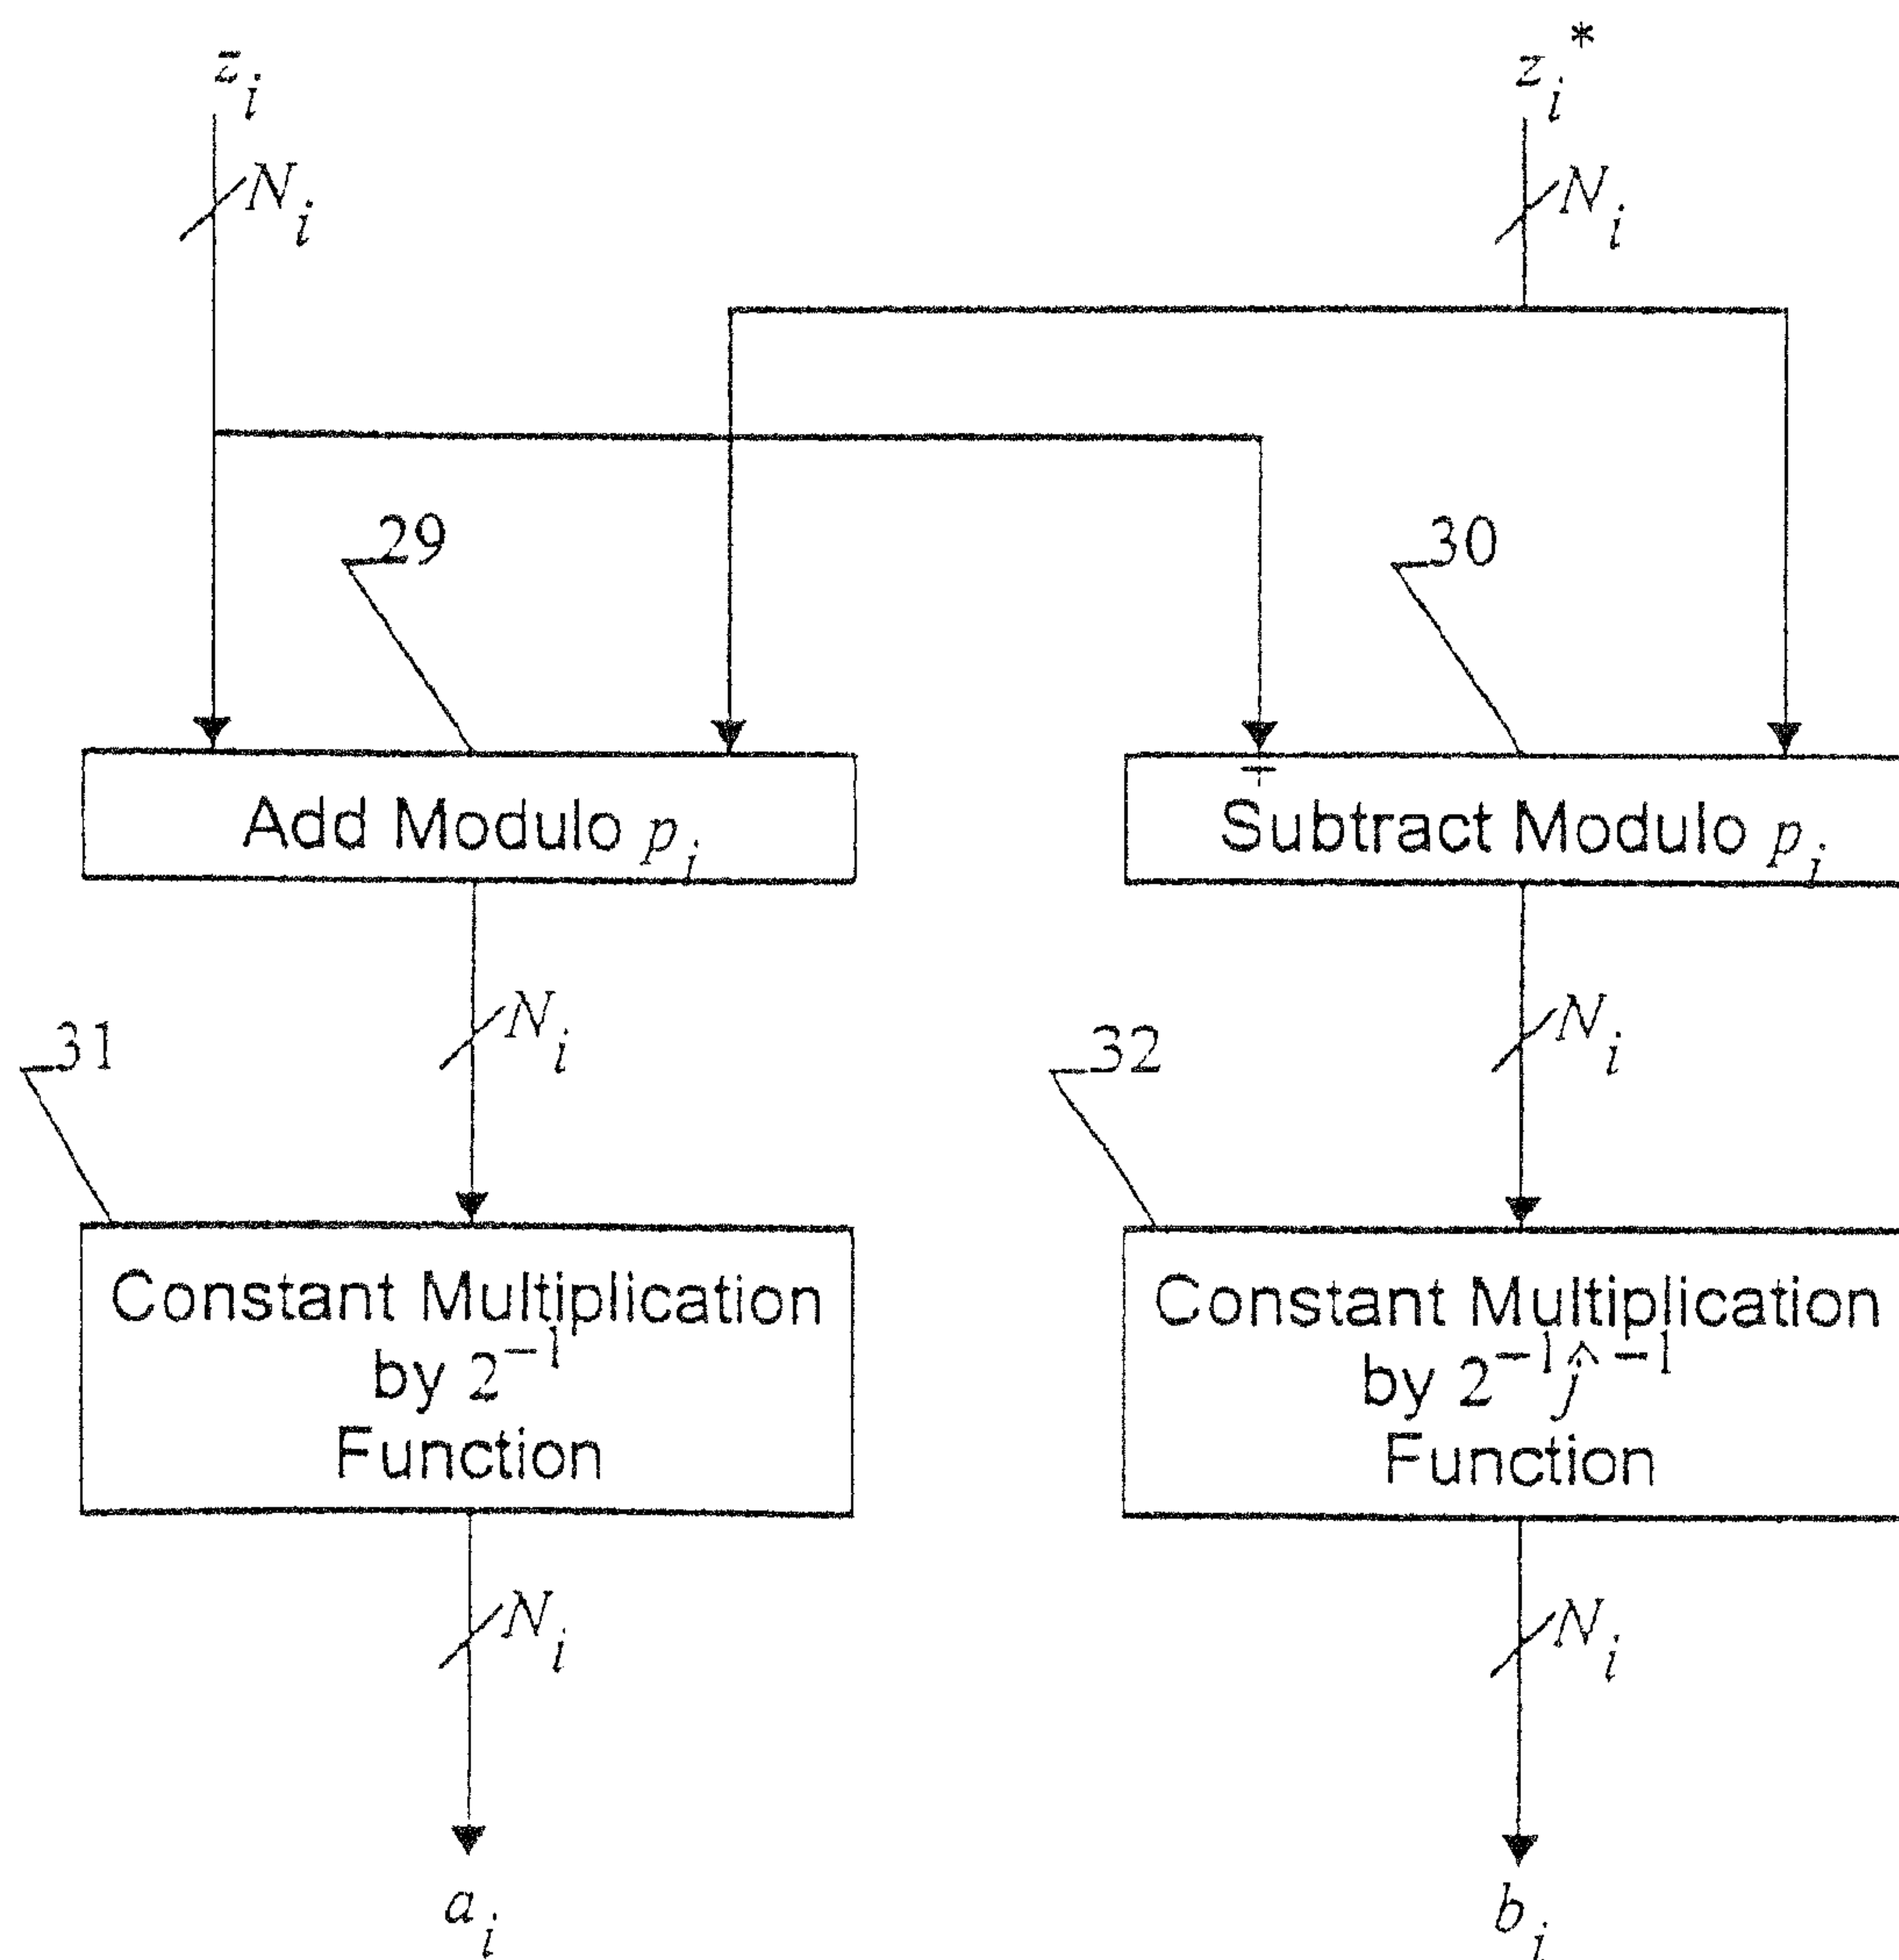 z_i z_i*
N_i N_i
29 30
Add Modulo p_i Subtract Modulo p_i
N_i N_i
31 32
Constant Multiplication
by 2^{-1}
Function
Constant Multiplication
by 2^{-1} ĵ^{-1}
Function
N_i N_i
a_i b_i